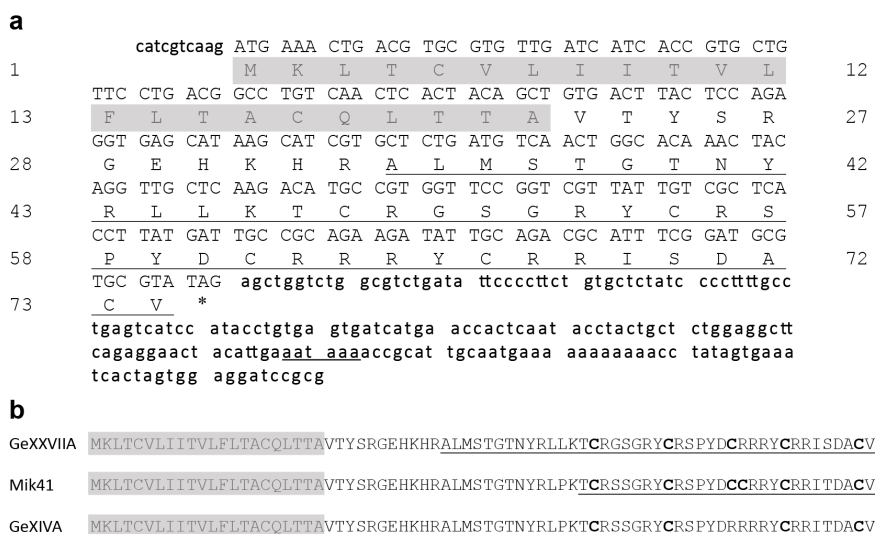 a
catcgtcaag ATG AAA CTG ACG TGC GTG TTG ATC ATC ACC GTG CTG
1 M K L T C V L I I T V L 12
TTC CTG ACG GCC TGT CAA CTC ACT ACA GCT GTG ACT TAC TCC AGA
13 F L T A C Q L T T A V T Y S R 27
GGT GAG CAT AAG CAT CGT GCT CTG ATG TCA ACT GGC ACA AAC TAC
28 G E H K H R A L M S T G T N Y 42
AGG TTG CTC AAG ACA TGC CGT GGT TCC GGT CGT TAT TGT CGC TCA
43 R L L K T C R G S G R Y C R S 57
CCT TAT GAT TGC CGC AGA AGA TAT TGC AGA CGC ATT TCG GAT GCG
58 P Y D C R R R Y C R R I S D A 72
TGC GTA TAG agctggtctg gcgtctgata ttccccttct gtgctctatc cccttttgcc
73 C V *
tgagtcatcc atacctgtga gtgatcatga accactcaat acctactgct ctggaggctt
cagaggaact acattgaaat aaaaccgcat tgcaatgaaa aaaaaaaacc tatagtgaaa
tcactagtgg aggatccgcg
b
GeXXVIIA MKLTCVLIITVLFLTACQLTTAVTYSRGEHKHRALMSTGTNYRLLKTCRGSGRYCRSPYDCRRRYCRRISDACV
Mik41 MKLTCVLIITVLFLTACQLTTAVTYSRGEHKHRALMSTGTNYRLPKTCRSSGRYCRSPYDCCRRYCRRITDACV
GeXIVA MKLTCVLIITVLFLTACQLTTAVTYSRGEHKHRALMSTGTNYRLPKTCRSSGRYCRSPYDRRRRYCRRITDACV